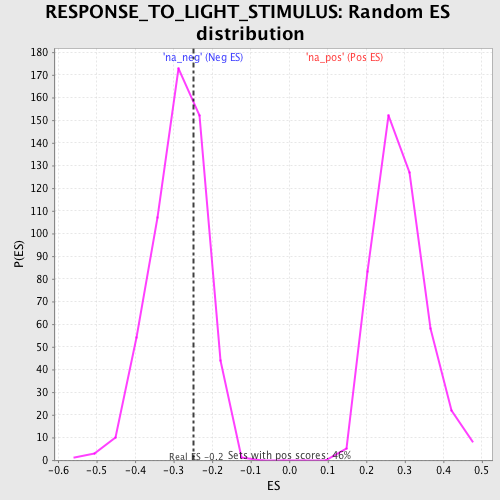 RESPONSE_TO_LIGHT_STIMULUS: Random ES
distribution
'na_neg' (Neg ES) 'na_pos' (Pos ES)
180
170
160
150
140
130
120
110
100
90
80
70
60
50
40
30
20
10
0
P(ES)
Real ES -0.2 Sets with pos scores: 46%
-0.6 -0.5 -0.4 -0.3 -0.2 -0.1 0.0 0.1 0.2 0.3 0.4 0.5
ES